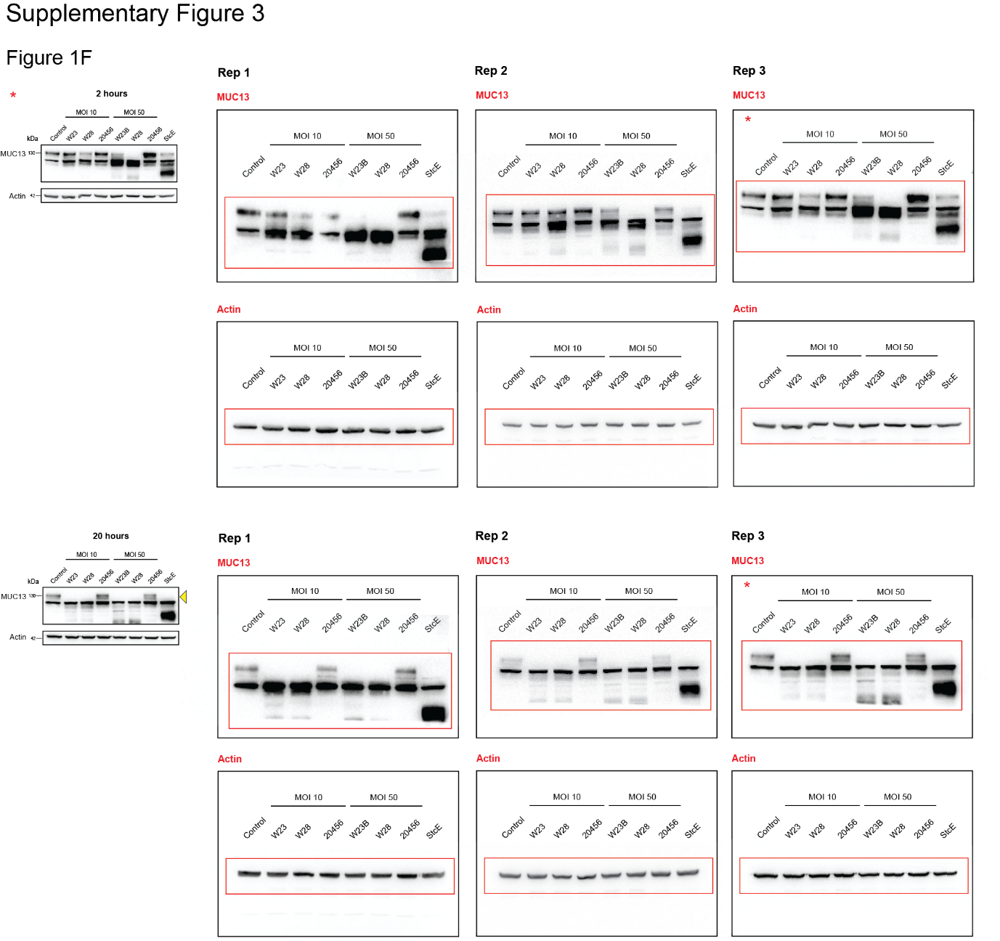 Supplementary Figure 3
Figure 1F
*
2 hours
MOI 10 MOI 50
kDa Control W23 W28 20456 W23B W28 20456 StcE
MUC13 130
Actin 42
Rep 1
MUC13
MOI 10 MOI 50
Control W23 W28 20456 W23B W28 20456 StcE
Rep 2
MUC13
MOI 10 MOI 50
Control W23 W28 20456 W23B W28 20456 StcE
Rep 3
MUC13
*
MOI 10 MOI 50
Control W23 W28 20456 W23B W28 20456 StcE
Actin
MOI 10 MOI 50
Control W23 W28 20456 W23B W28 20456 StcE
Actin
MOI 10 MOI 50
Control W23 W28 20456 W23B W28 20456 StcE
Actin
MOI 10 MOI 50
Control W23 W28 20456 W23B W28 20456 StcE
20 hours
MOI 10 MOI 50
kDa Control W23 W28 20456 W23B W28 20456 StcE
MUC13 130
Actin 42
Rep 1
MUC13
MOI 10 MOI 50
Control W23 W28 20456 W23B W28 20456 StcE
Rep 2
MUC13
MOI 10 MOI 50
Control W23 W28 20456 W23B W28 20456 StcE
Rep 3
MUC13
*
MOI 10 MOI 50
Control W23 W28 20456 W23B W28 20456 StcE
Actin
MOI 10 MOI 50
Control W23 W28 20456 W23B W28 20456 StcE
Actin
MOI 10 MOI 50
Control W23 W28 20456 W23B W28 20456 StcE
Actin
MOI 10 MOI 50
Control W23 W28 20456 W23B W28 20456 StcE